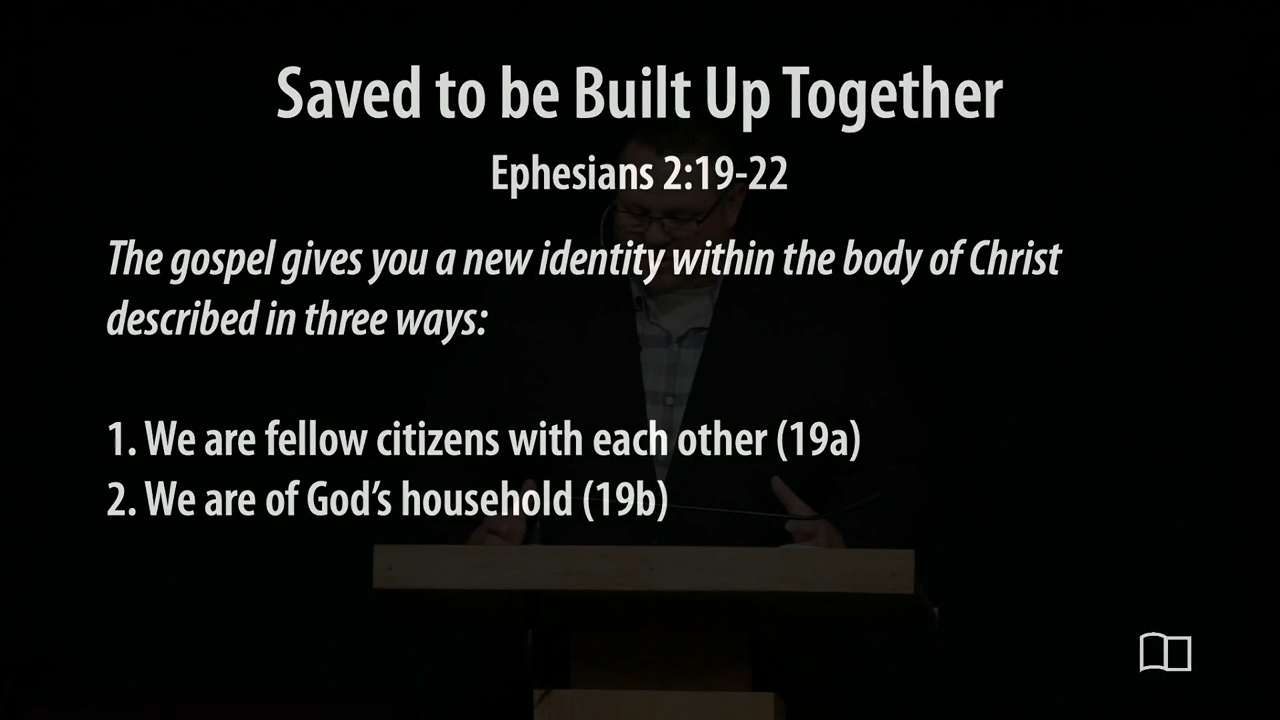 Saved to be Built Up Together
Ephesians 2:19-22
The gospel gives you a new identity within the body of Christ
described in three ways:
1. We are fellow citizens with each other (19a)
2. We are of God’s household (19b)